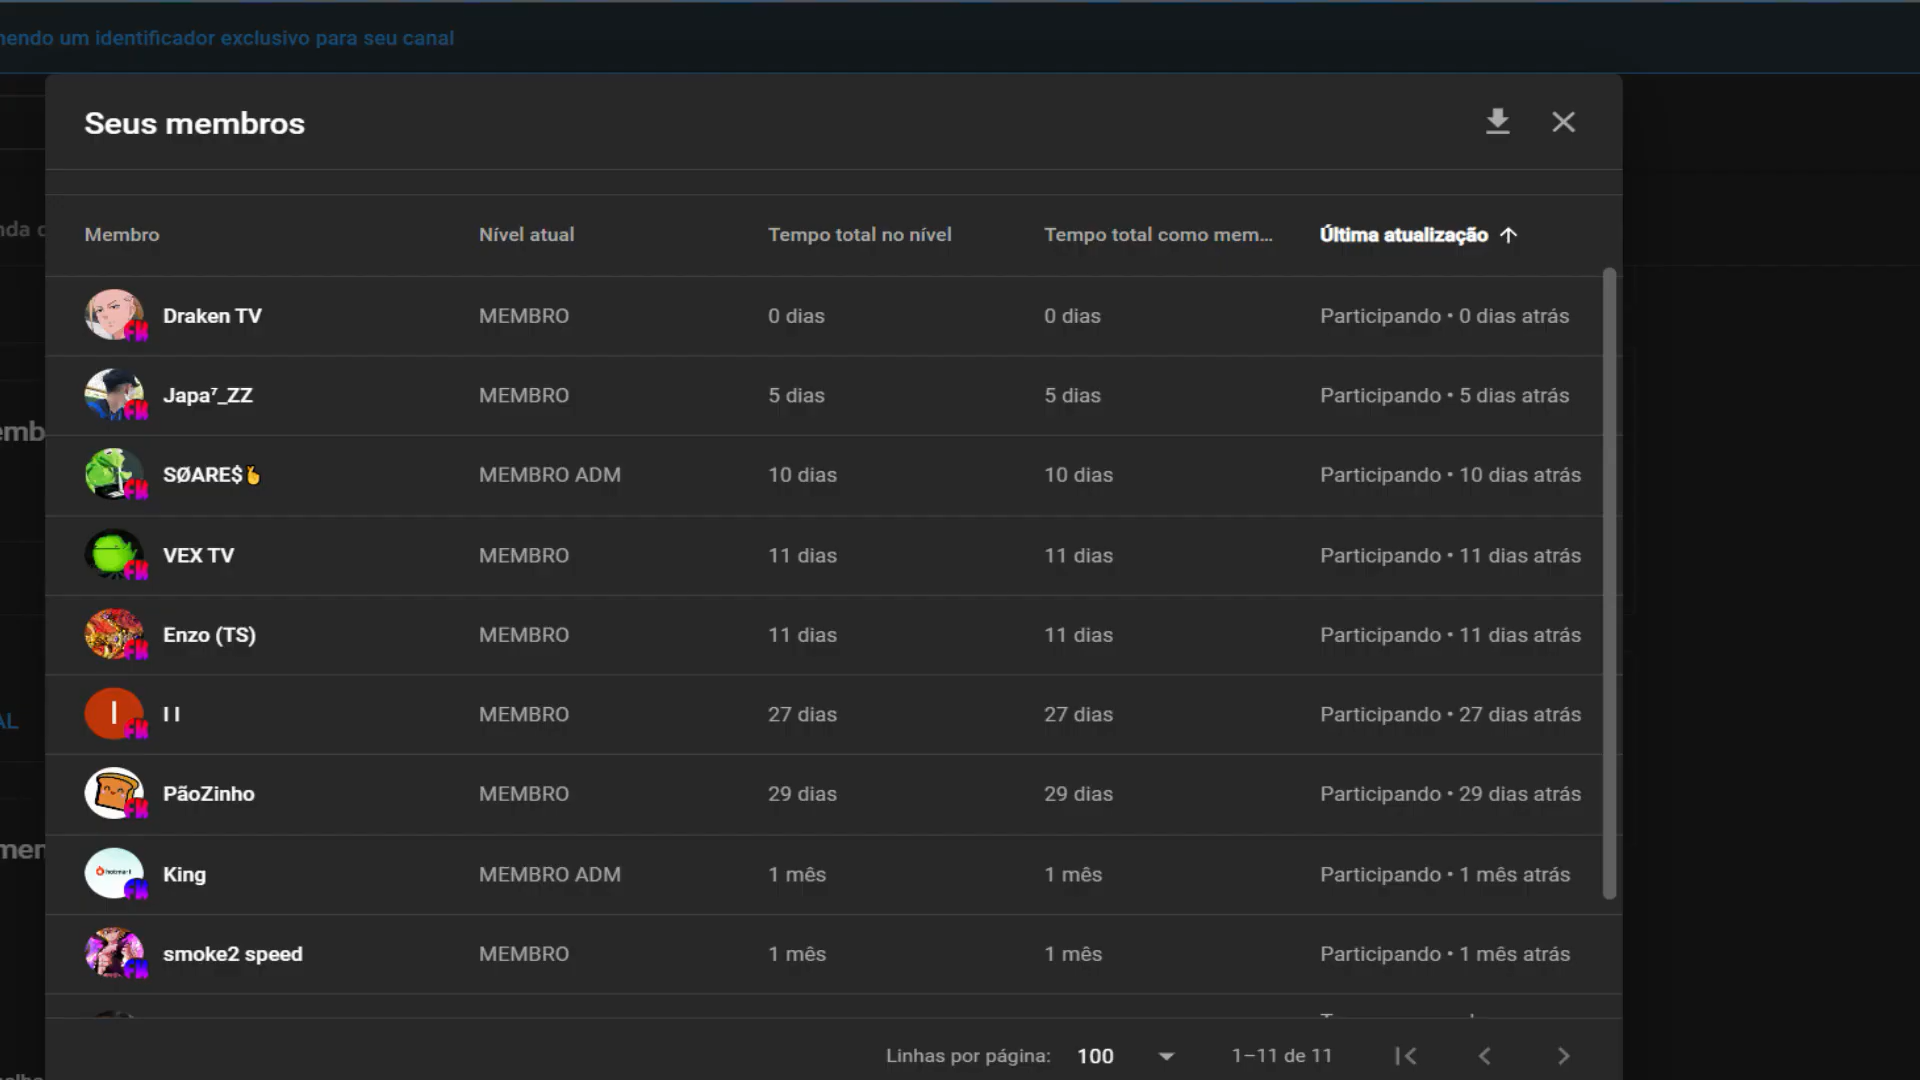 um identificador exclusivo para seu canal
Seus membros
Membro Nível atual Tempo total no nível Tempo total como mem... Última atualização
Draken TV MEMBRO 0 dias 0 dias Participando • 0 dias atrás
Japa⁷_ZZ MEMBRO 5 dias 5 dias Participando • 5 dias atrás
SØARE$🫰 MEMBRO ADM 10 dias 10 dias Participando • 10 dias atrás
VEX TV MEMBRO 11 dias 11 dias Participando • 11 dias atrás
Enzo (TS) MEMBRO 11 dias 11 dias Participando • 11 dias atrás
I I MEMBRO 27 dias 27 dias Participando • 27 dias atrás
PãoZinho MEMBRO 29 dias 29 dias Participando • 29 dias atrás
King MEMBRO ADM 1 mês 1 mês Participando • 1 mês atrás
smoke2 speed MEMBRO 1 mês 1 mês Participando • 1 mês atrás
Linhas por página: 100 1–11 de 11